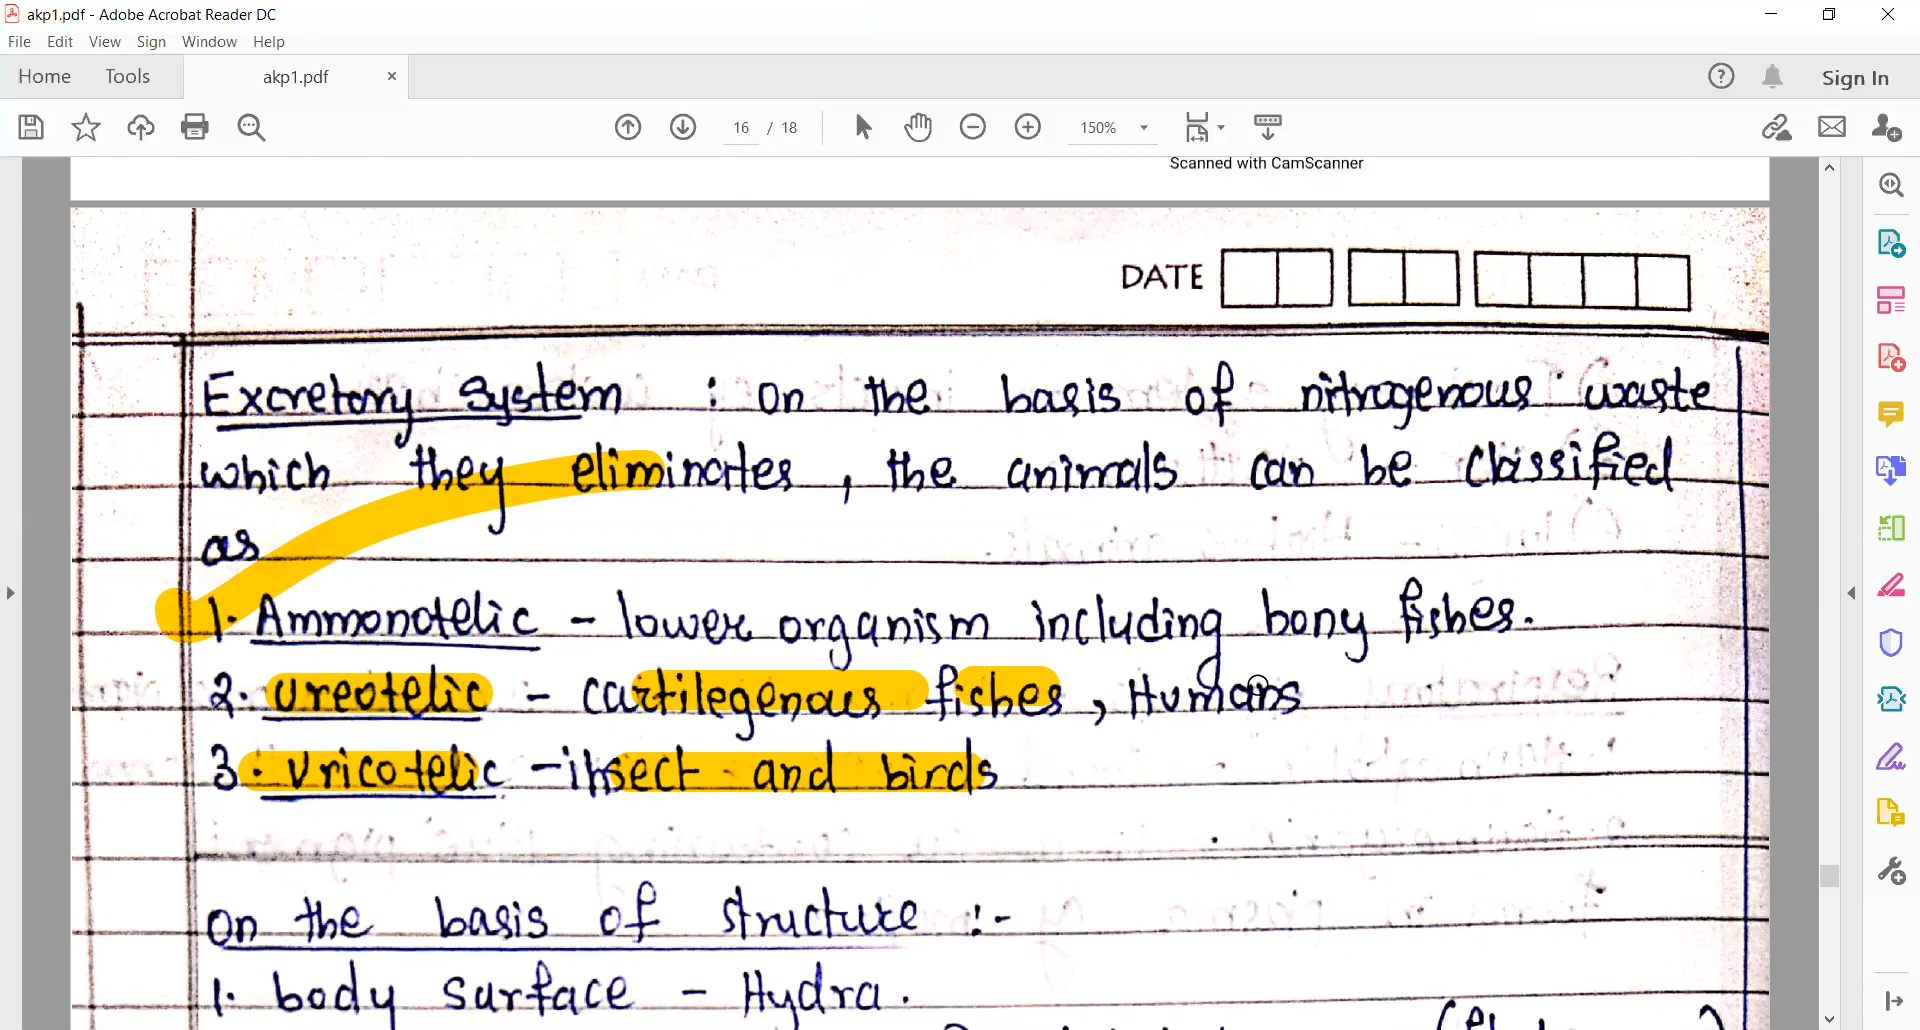 akp1.pdf - Adobe Acrobat Reader DC
File Edit View Sign Window Help
Home Tools akp1.pdf × Sign In
16 / 18 150%
Scanned with CamScanner
DATE
Excretory System : on the basis of nitrogenous waste
which they eliminates , the animals can be classified
as
1. Ammonotelic - lower organism including bony fishes.
2. Ureotelic - cartilegenous fishes , Humans
3. Uricotelic - insect and birds
On the basis of structure :-
1. body surface - Hydra .